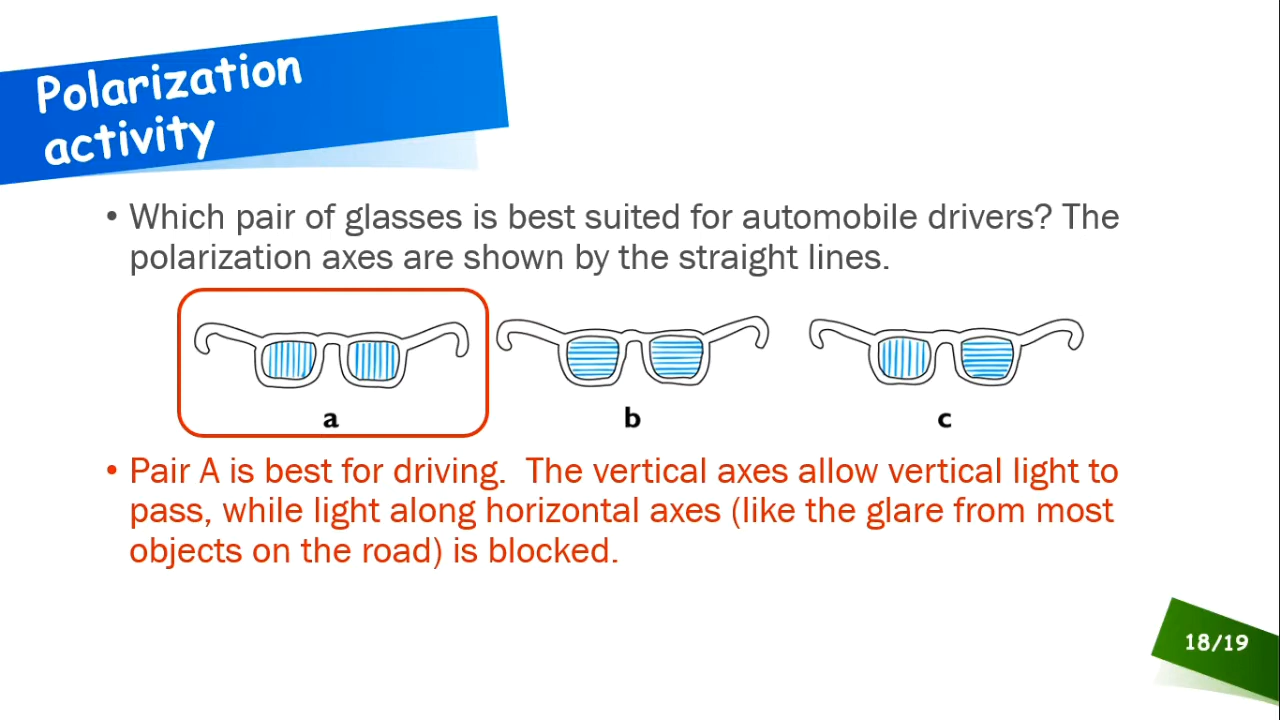 Polarization
activity
• Which pair of glasses is best suited for automobile drivers? The
polarization axes are shown by the straight lines.
a
b
c
• Pair A is best for driving.  The vertical axes allow vertical light to
pass, while light along horizontal axes (like the glare from most
objects on the road) is blocked.
18/19